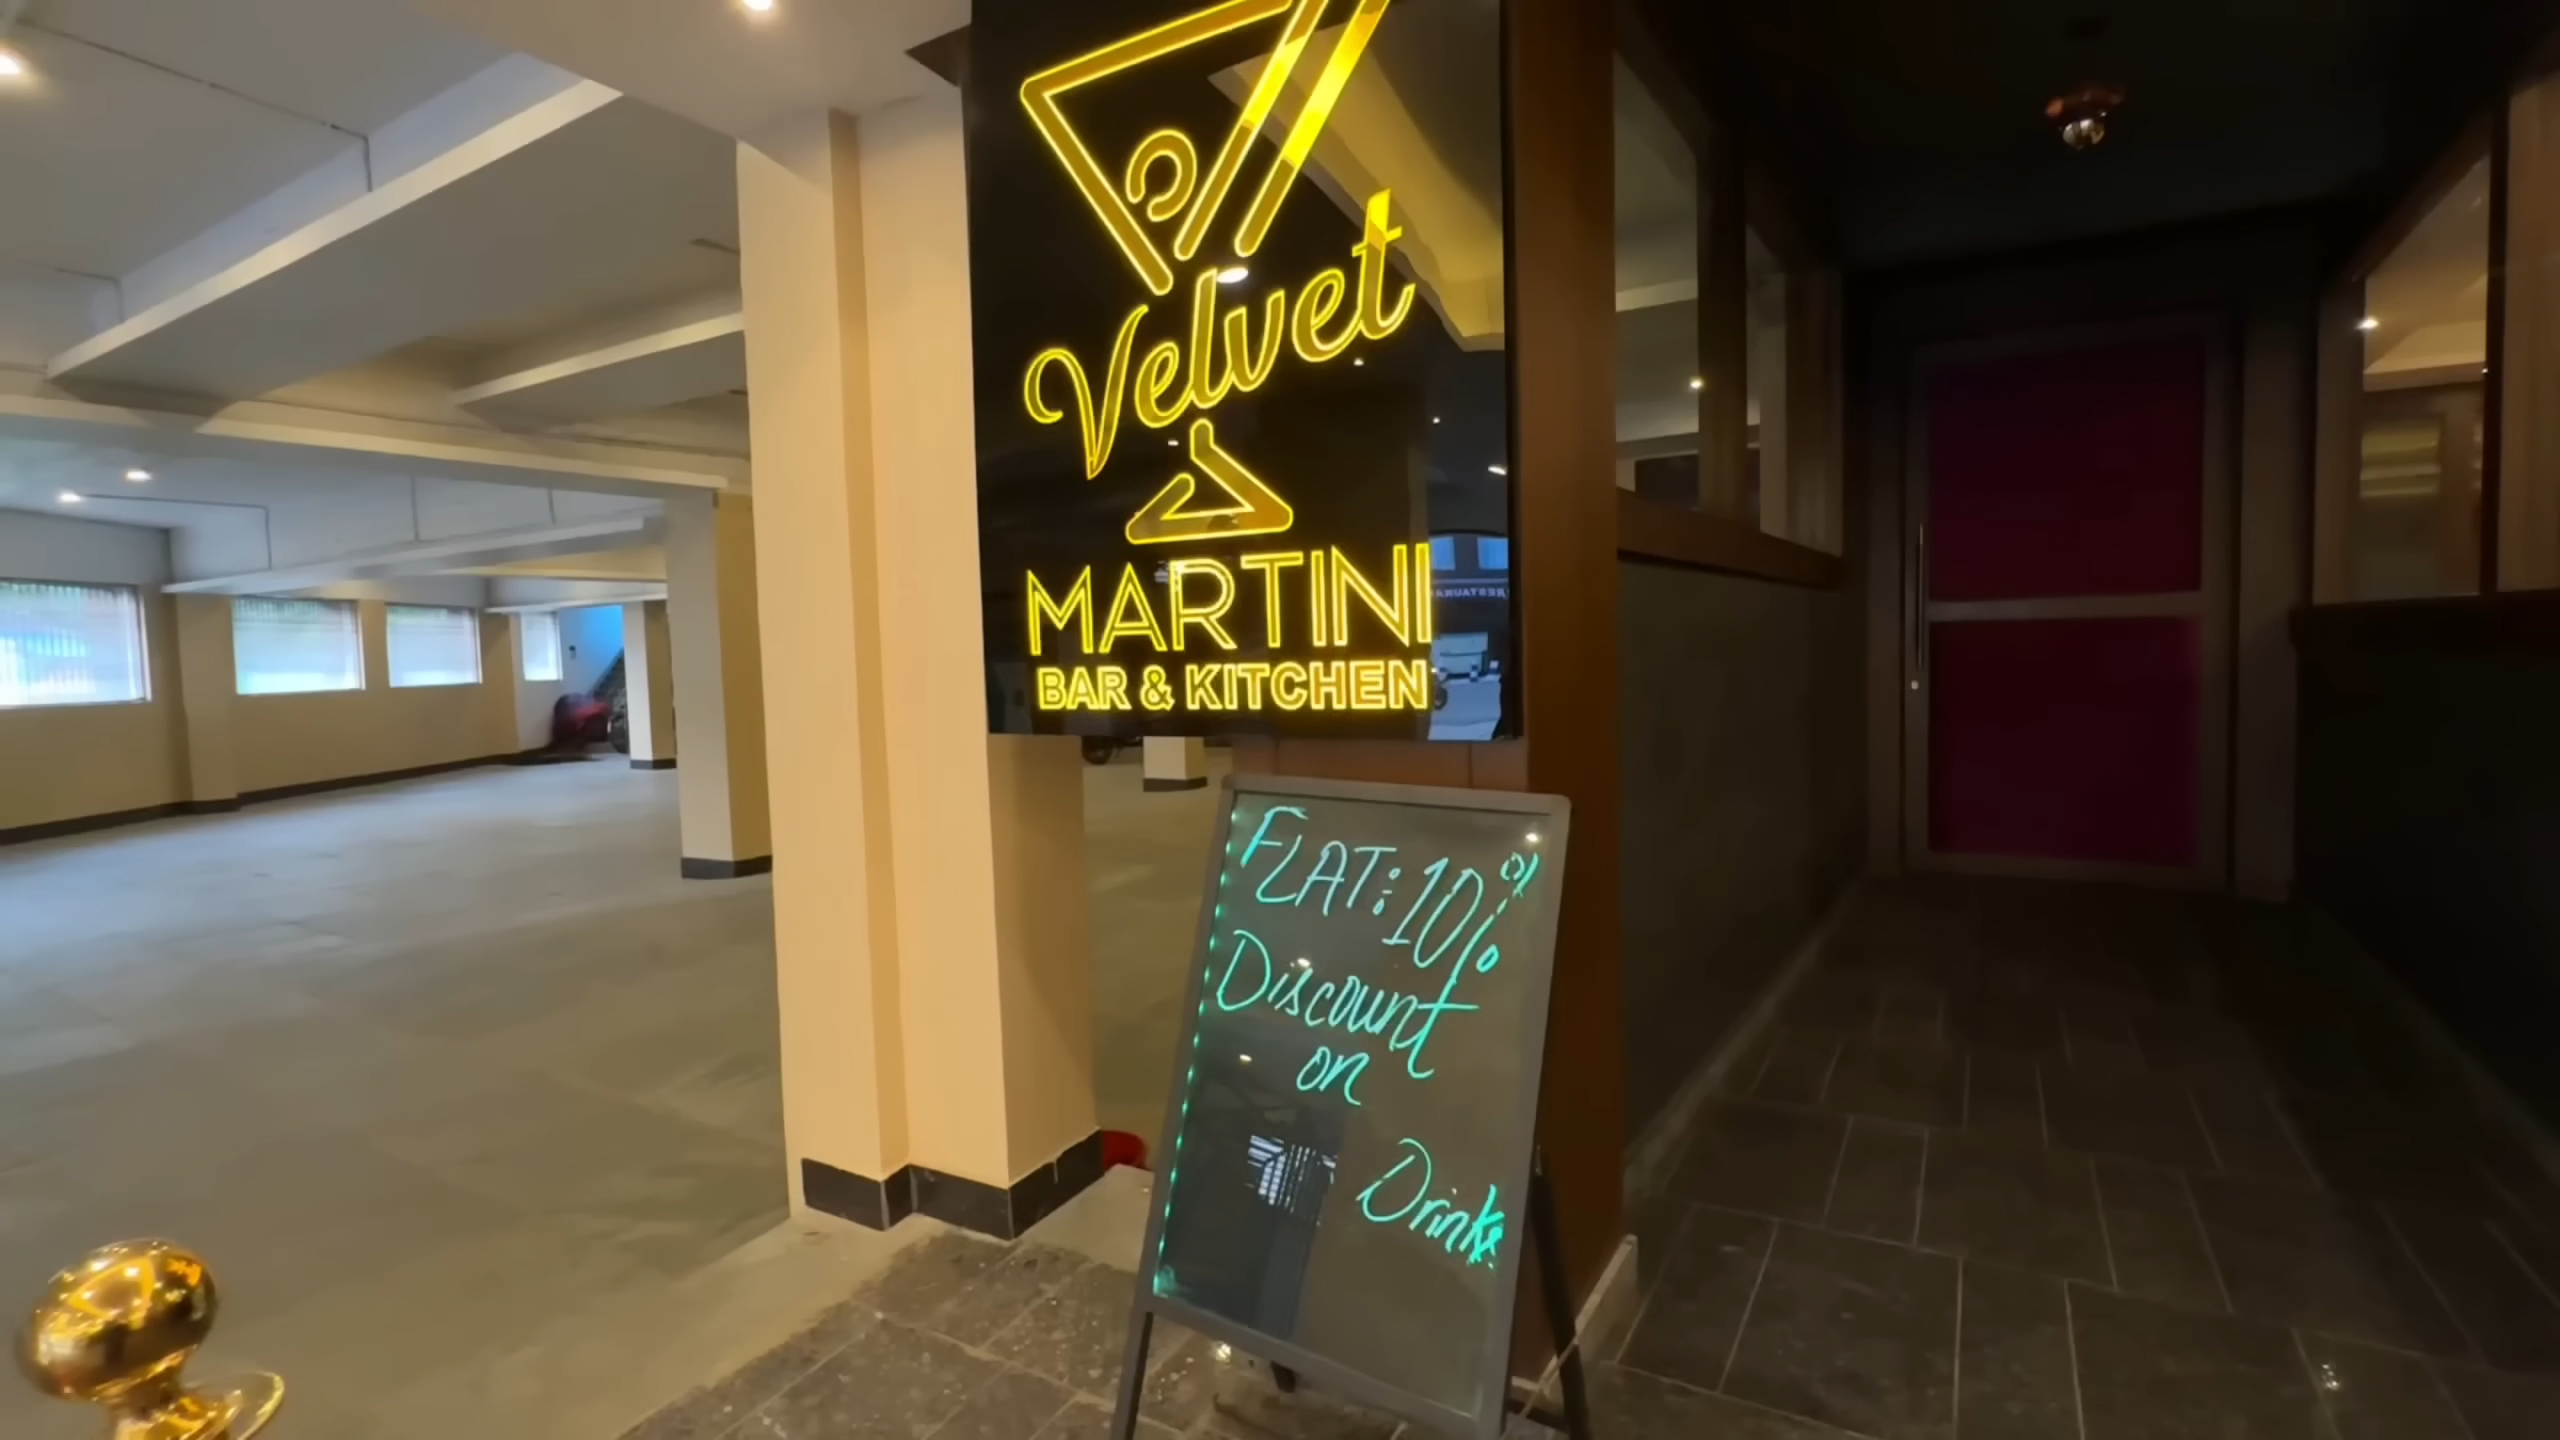 Velvet
MARTINI
BAR & KITCHEN
FLAT: 10%
Discount
on
Drinks